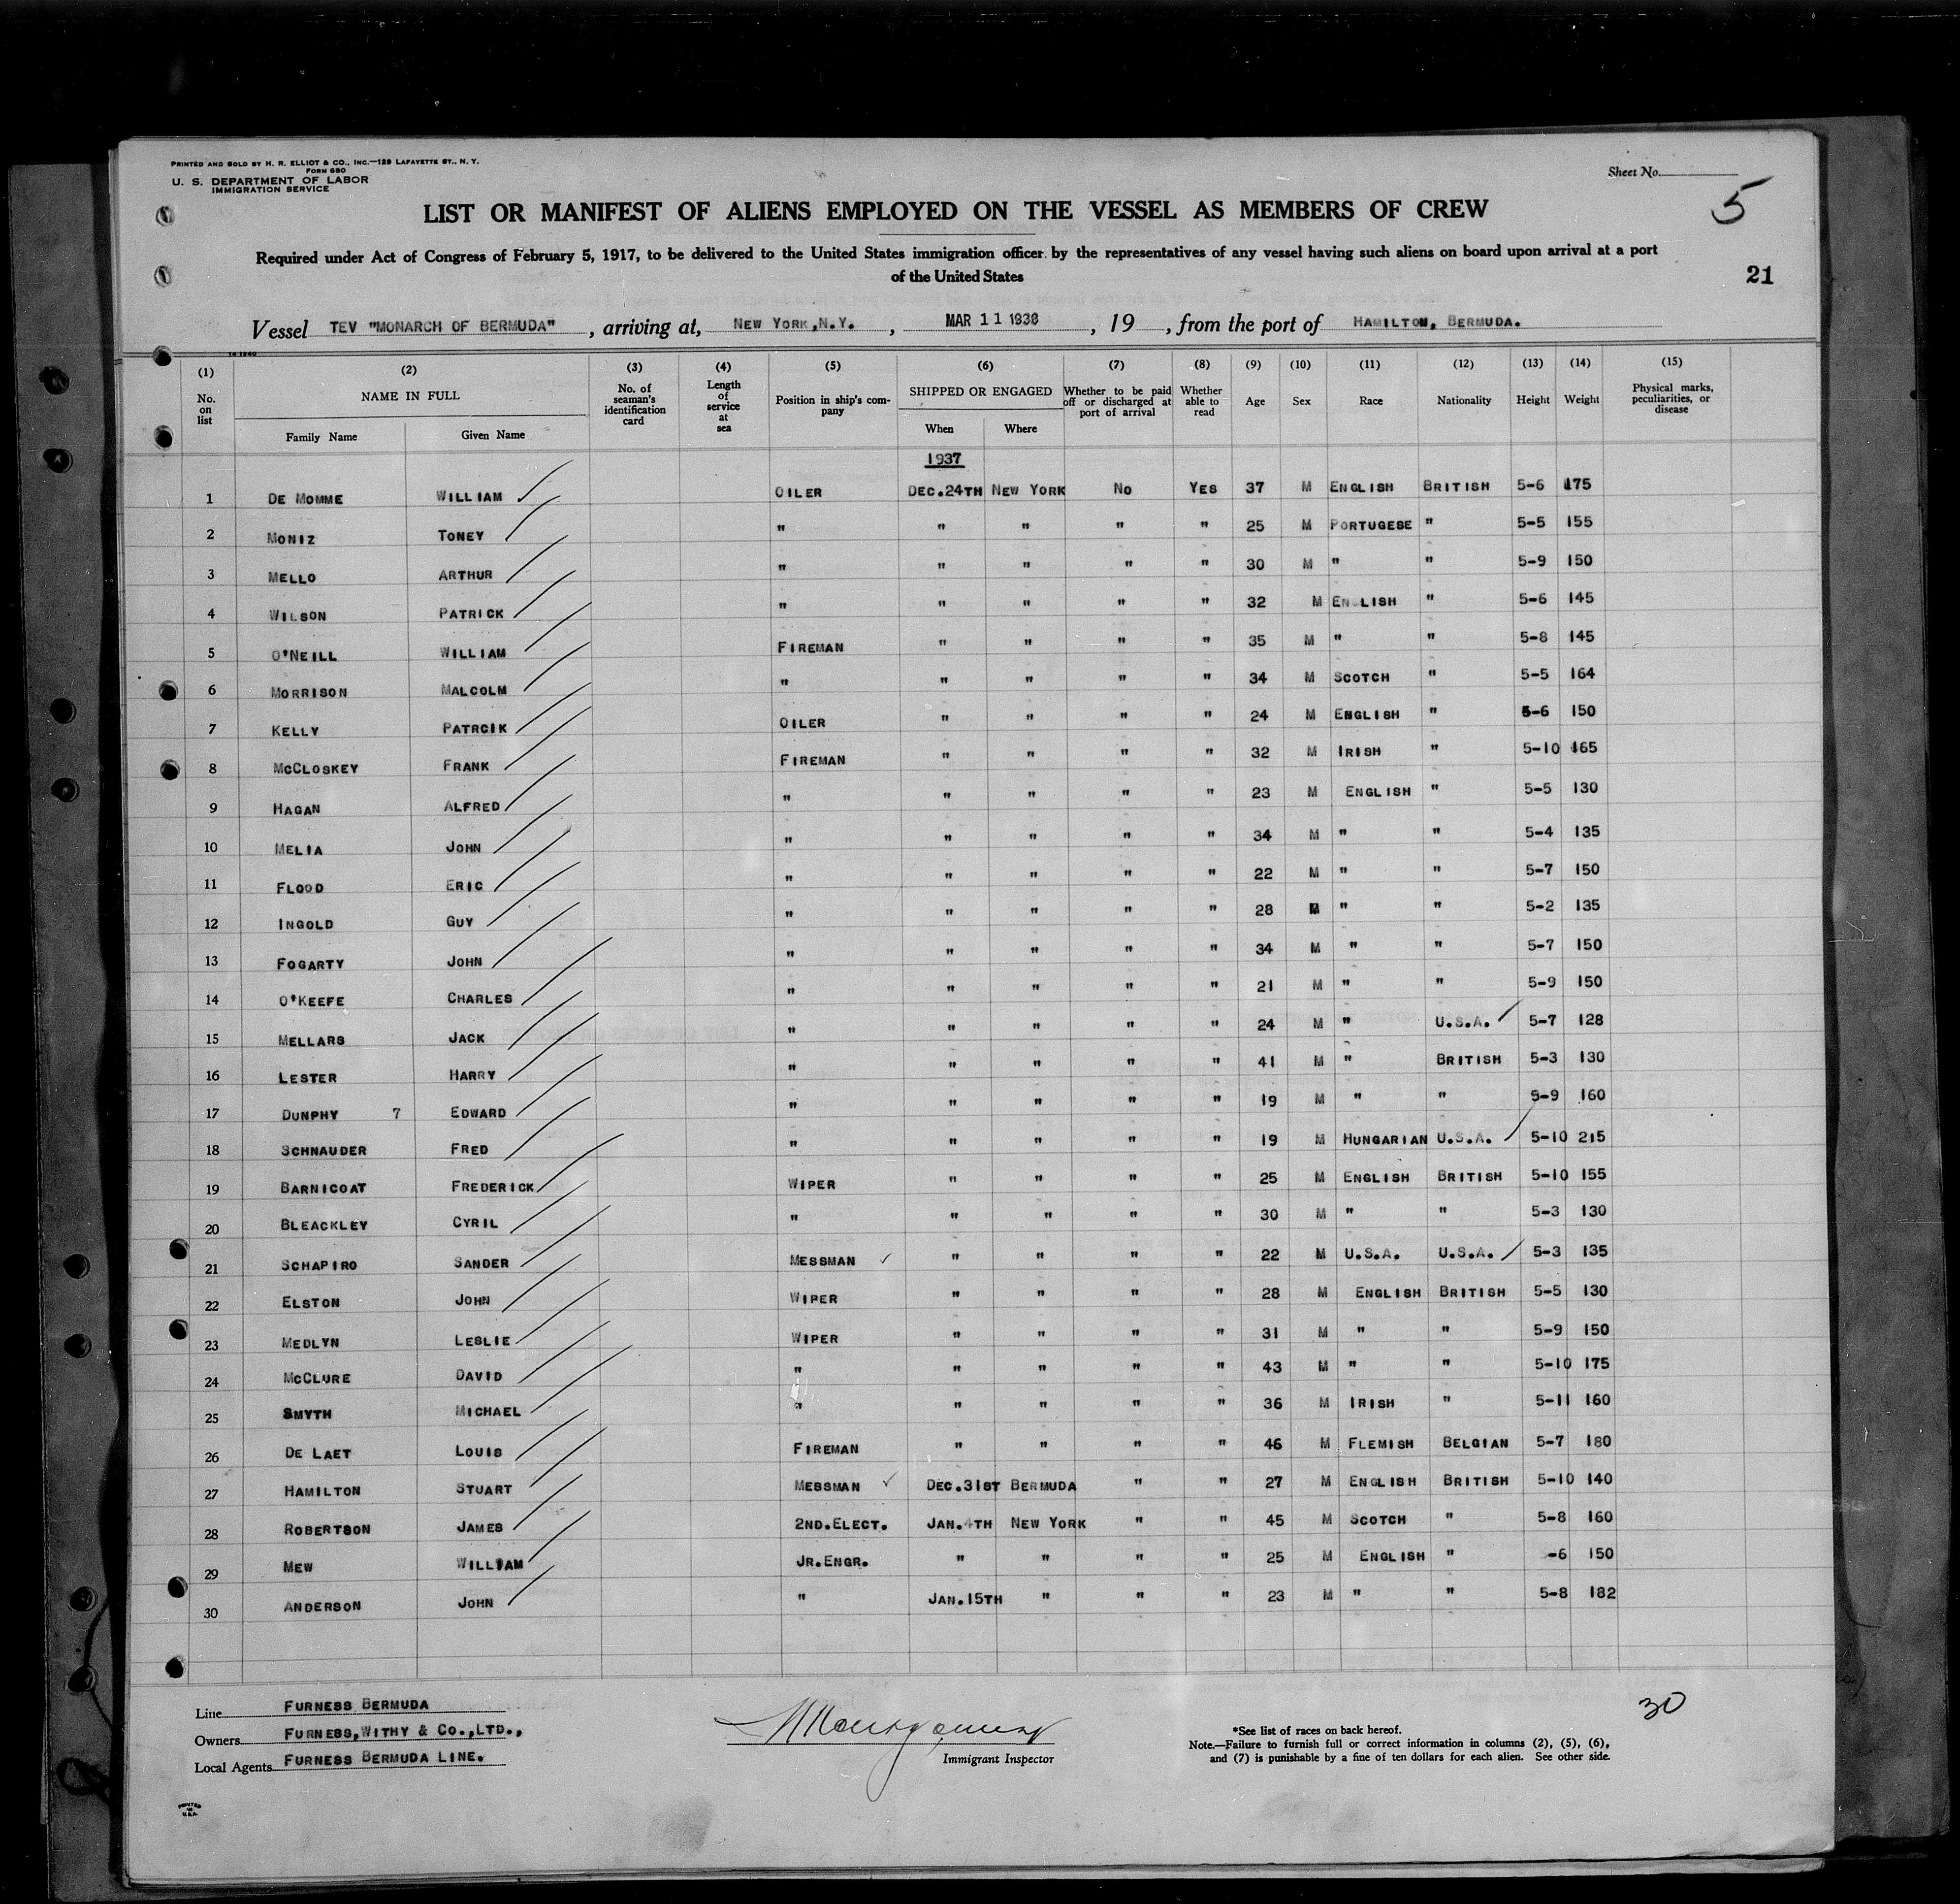 PRINTED AND SOLD BY H. R. ELLIOT & CO., INC.—129 LAFAYETTE ST., N. Y.
FORM 680
U. S. DEPARTMENT OF LABOR
IMMIGRATION SERVICE
Sheet No.
5
LIST OR MANIFEST OF ALIENS EMPLOYED ON THE VESSEL AS MEMBERS OF CREW
Required under Act of Congress of February 5, 1917, to be delivered to the United States immigration officer by the representatives of any vessel having such aliens on board upon arrival at a port
of the United States
21
Vessel TEV "MONARCH OF BERMUDA" , arriving at, NEW YORK, N.Y. , MAR 11 1938 , 19 , from the port of HAMILTON, BERMUDA.
(1) (2) (3) (4) (5) (6) (7) (8) (9) (10) (11) (12) (13) (14) (15)
No. on list NAME IN FULL Family Name Given Name No. of seaman's identification card Length of service at sea Position in ship's company SHIPPED OR ENGAGED When Where Whether to be paid off or discharged at port of arrival Whether able to read Age Sex Race Nationality Height Weight Physical marks, peculiarities, or disease
1937
1 DE MOMME WILLIAM OILER DEC.24TH NEW YORK NO YES 37 M ENGLISH BRITISH 5-6 175
2 MONIZ TONEY " " " " " 25 M PORTUGESE " 5-5 155
3 MELLO ARTHUR " " " " " 30 M " " 5-9 150
4 WILSON PATRICK " " " " " 32 M ENGLISH " 5-6 145
5 O'NEILL WILLIAM FIREMAN " " " " 35 M " " 5-8 145
6 MORRISON MALCOLM " " " " " 34 M SCOTCH " 5-5 164
7 KELLY PATRCIK OILER " " " " 24 M ENGLISH " 5-6 150
8 MCCLOSKEY FRANK FIREMAN " " " " 32 M IRISH " 5-10 165
9 HAGAN ALFRED " " " " " 23 M ENGLISH " 5-5 130
10 MELIA JOHN " " " " " 34 M " " 5-4 135
11 FLOOD ERIC " " " " " 22 M " " 5-7 150
12 INGOLD GUY " " " " " 28 M " " 5-2 135
13 FOGARTY JOHN " " " " " 34 M " " 5-7 150
14 O'KEEFE CHARLES " " " " " 21 M " " 5-9 150
15 MELLARS JACK " " " " " 24 M " U.S.A. 5-7 128
16 LESTER HARRY " " " " " 41 M " BRITISH 5-3 130
17 DUNPHY 7 EDWARD " " " " " 19 M " " 5-9 160
18 SCHNAUDER FRED " " " " " 19 M HUNGARIAN U.S.A. 5-10 215
19 BARNICOAT FREDERICK WIPER " " " " 25 M ENGLISH BRITISH 5-10 155
20 BLEACKLEY CYRIL " " " " " 30 M " " 5-3 130
21 SCHAPIRO SANDER MESSMAN " " " " 22 M U.S.A. U.S.A. 5-3 135
22 ELSTON JOHN WIPER " " " " 28 M ENGLISH BRITISH 5-5 130
23 MEDLYN LESLIE WIPER " " " " 31 M " " 5-9 150
24 MCCLURE DAVID " " " " " 43 M " " 5-10 175
25 SMYTH MICHAEL " " " " " 36 M IRISH " 5-11 160
26 DE LAET LOUIS FIREMAN " " " " 46 M FLEMISH BELGIAN 5-7 180
27 HAMILTON STUART MESSMAN DEC.31ST BERMUDA " " 27 M ENGLISH BRITISH 5-10 140
28 ROBERTSON JAMES 2ND.ELECT. JAN.4TH NEW YORK " " 45 M SCOTCH " 5-8 160
29 MEW WILLIAM JR.ENGR. " " " " 25 M ENGLISH " -6 150
30 ANDERSON JOHN " JAN.15TH " " " 23 M " " 5-8 182
Line FURNESS BERMUDA
Owners FURNESS, WITHY & CO., LTD.,
Local Agents FURNESS BERMUDA LINE.
Immigrant Inspector
30
*See list of races on back hereof.
Note.—Failure to furnish full or correct information in columns (2), (5), (6),
and (7) is punishable by a fine of ten dollars for each alien. See other side.
PRINTED IN U.S.A.